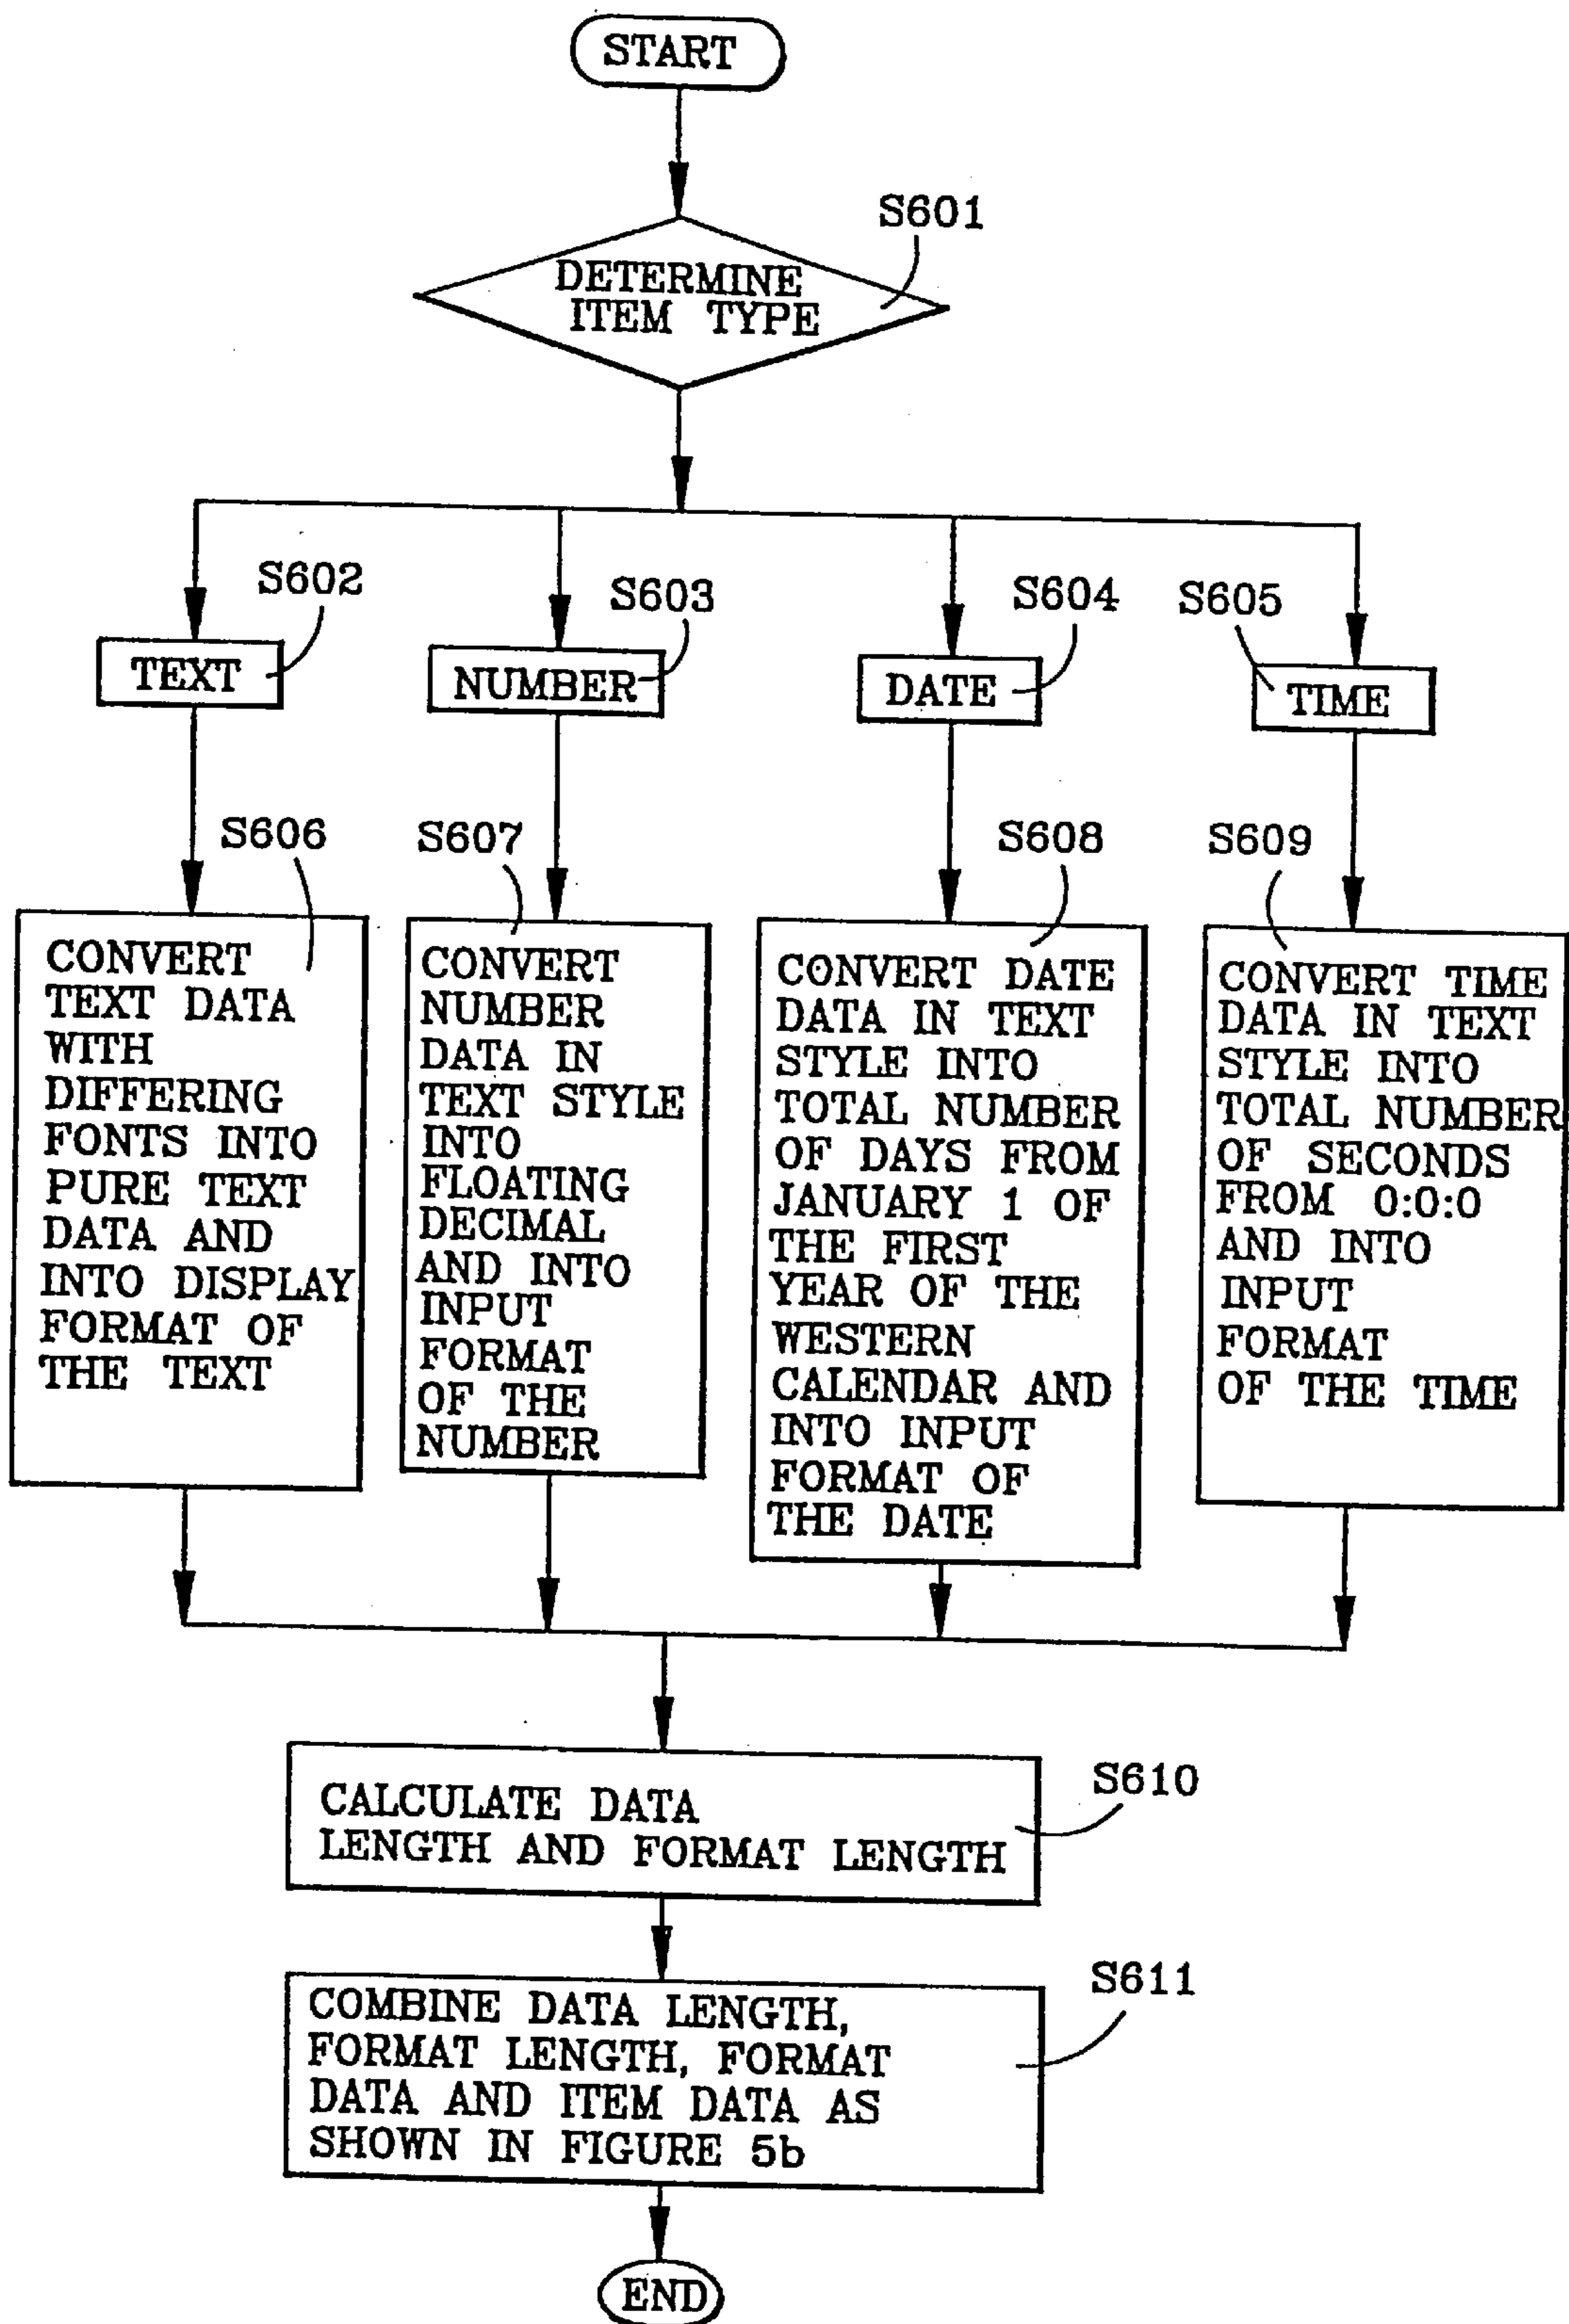 START
S601
DETERMINE
ITEM TYPE
S602
S603
S604
S605
TEXT
NUMBER
DATE
TIME
S606
S607
S608
S609
CONVERT
TEXT DATA
WITH
DIFFERING
FONTS INTO
PURE TEXT
DATA AND
INTO DISPLAY
FORMAT OF
THE TEXT
CONVERT
NUMBER
DATA IN
TEXT STYLE
INTO
FLOATING
DECIMAL
AND INTO
INPUT
FORMAT
OF THE
NUMBER
CONVERT DATE
DATA IN TEXT
STYLE INTO
TOTAL NUMBER
OF DAYS FROM
JANUARY 1 OF
THE FIRST
YEAR OF THE
WESTERN
CALENDAR AND
INTO INPUT
FORMAT OF
THE DATE
CONVERT TIME
DATA IN TEXT
STYLE INTO
TOTAL NUMBER
OF SECONDS
FROM 0:0:0
AND INTO
INPUT
FORMAT
OF THE TIME
S610
CALCULATE DATA
LENGTH AND FORMAT LENGTH
S611
COMBINE DATA LENGTH,
FORMAT LENGTH, FORMAT
DATA AND ITEM DATA AS
SHOWN IN FIGURE 5b
END